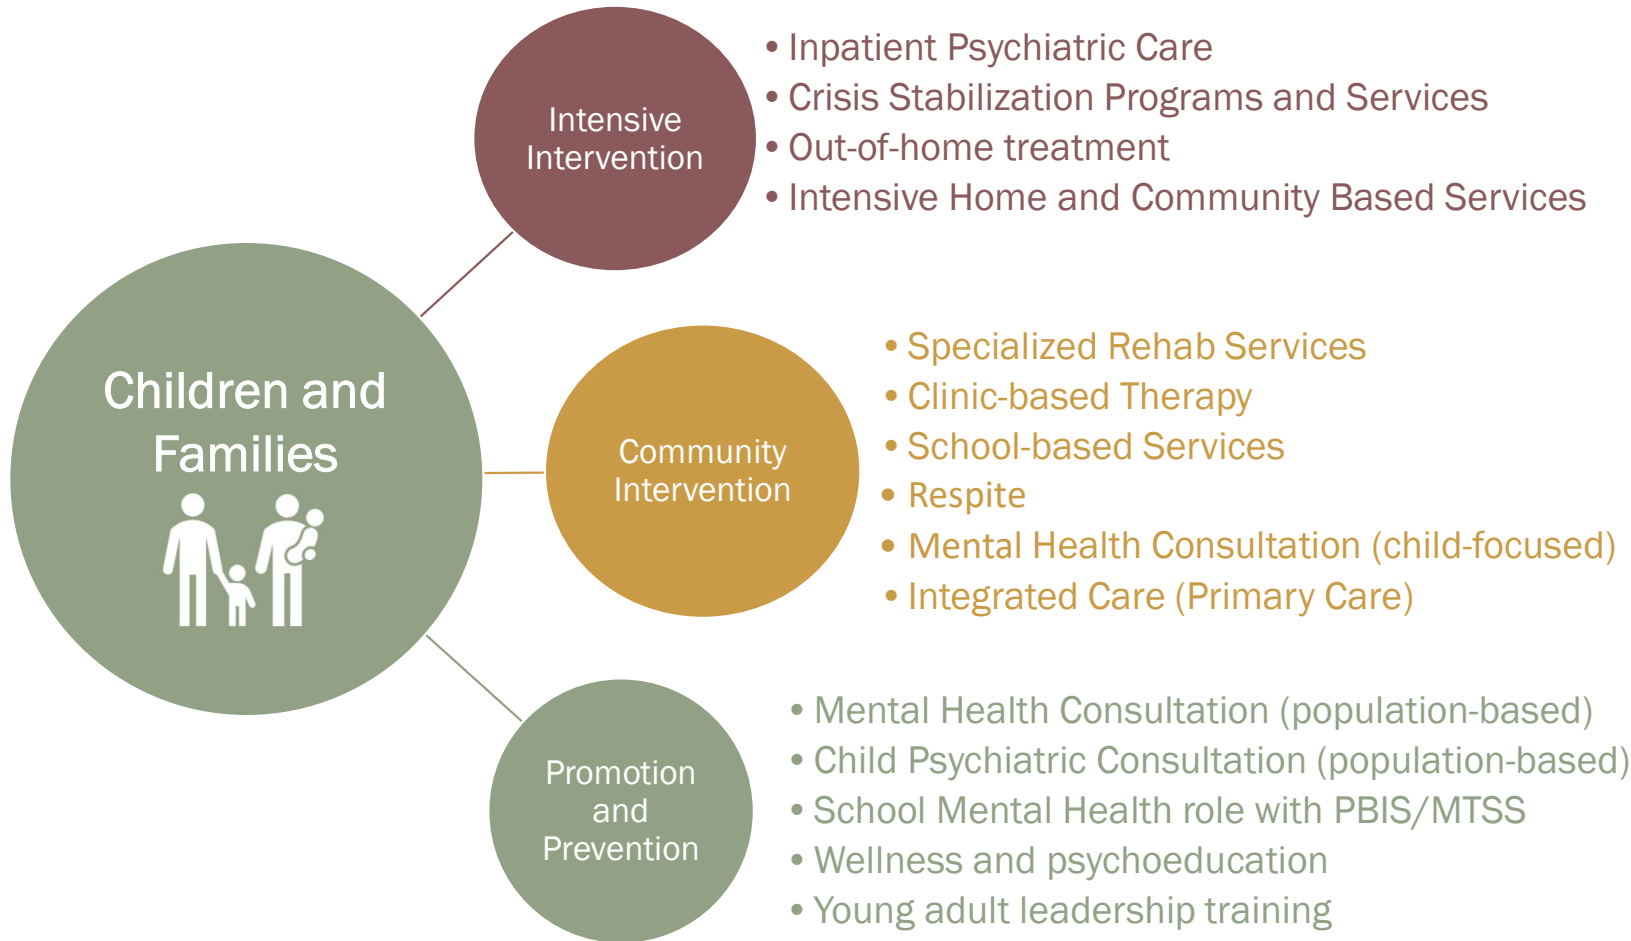 Children and
Families
Intensive
Intervention
• Inpatient Psychiatric Care
• Crisis Stabilization Programs and Services
• Out-of-home treatment
• Intensive Home and Community Based Services
Community
Intervention
• Specialized Rehab Services
• Clinic-based Therapy
• School-based Services
• Respite
• Mental Health Consultation (child-focused)
• Integrated Care (Primary Care)
Promotion
and
Prevention
• Mental Health Consultation (population-based)
• Child Psychiatric Consultation (population-based)
• School Mental Health role with PBIS/MTSS
• Wellness and psychoeducation
• Young adult leadership training